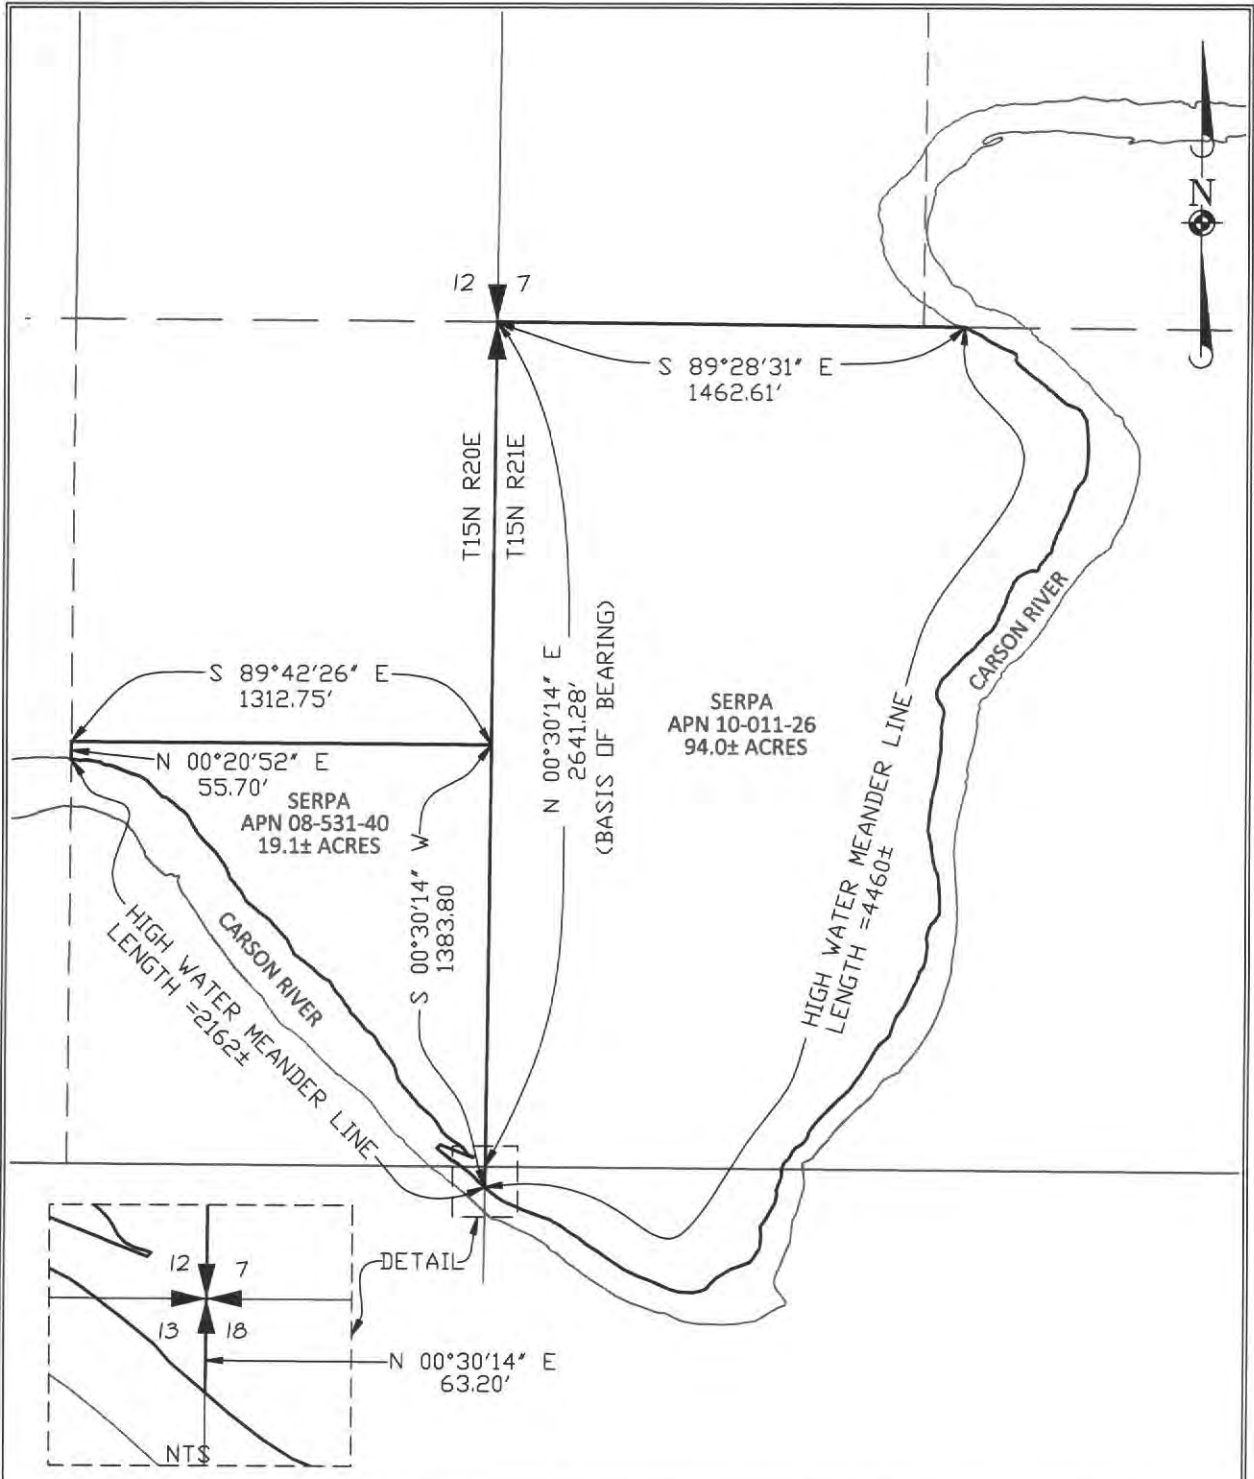 N
12 7
S 89°28'31" E
1462.61'
T15N R20E
T15N R21E
N 00°30'14" E
2641.28'
(BASIS OF BEARING)
S 89°42'26" E
1312.75'
N 00°20'52" E
55.70'
SERPA
APN 08-531-40
19.1± ACRES
S 00°30'14" W
1383.80
SERPA
APN 10-011-26
94.0± ACRES
CARSON RIVER
HIGH WATER MEANDER LINE
LENGTH =4460±
CARSON RIVER
HIGH WATER MEANDER LINE
LENGTH =2162±
DETAIL
12 7
13 18
N 00°30'14" E
63.20'
NTS